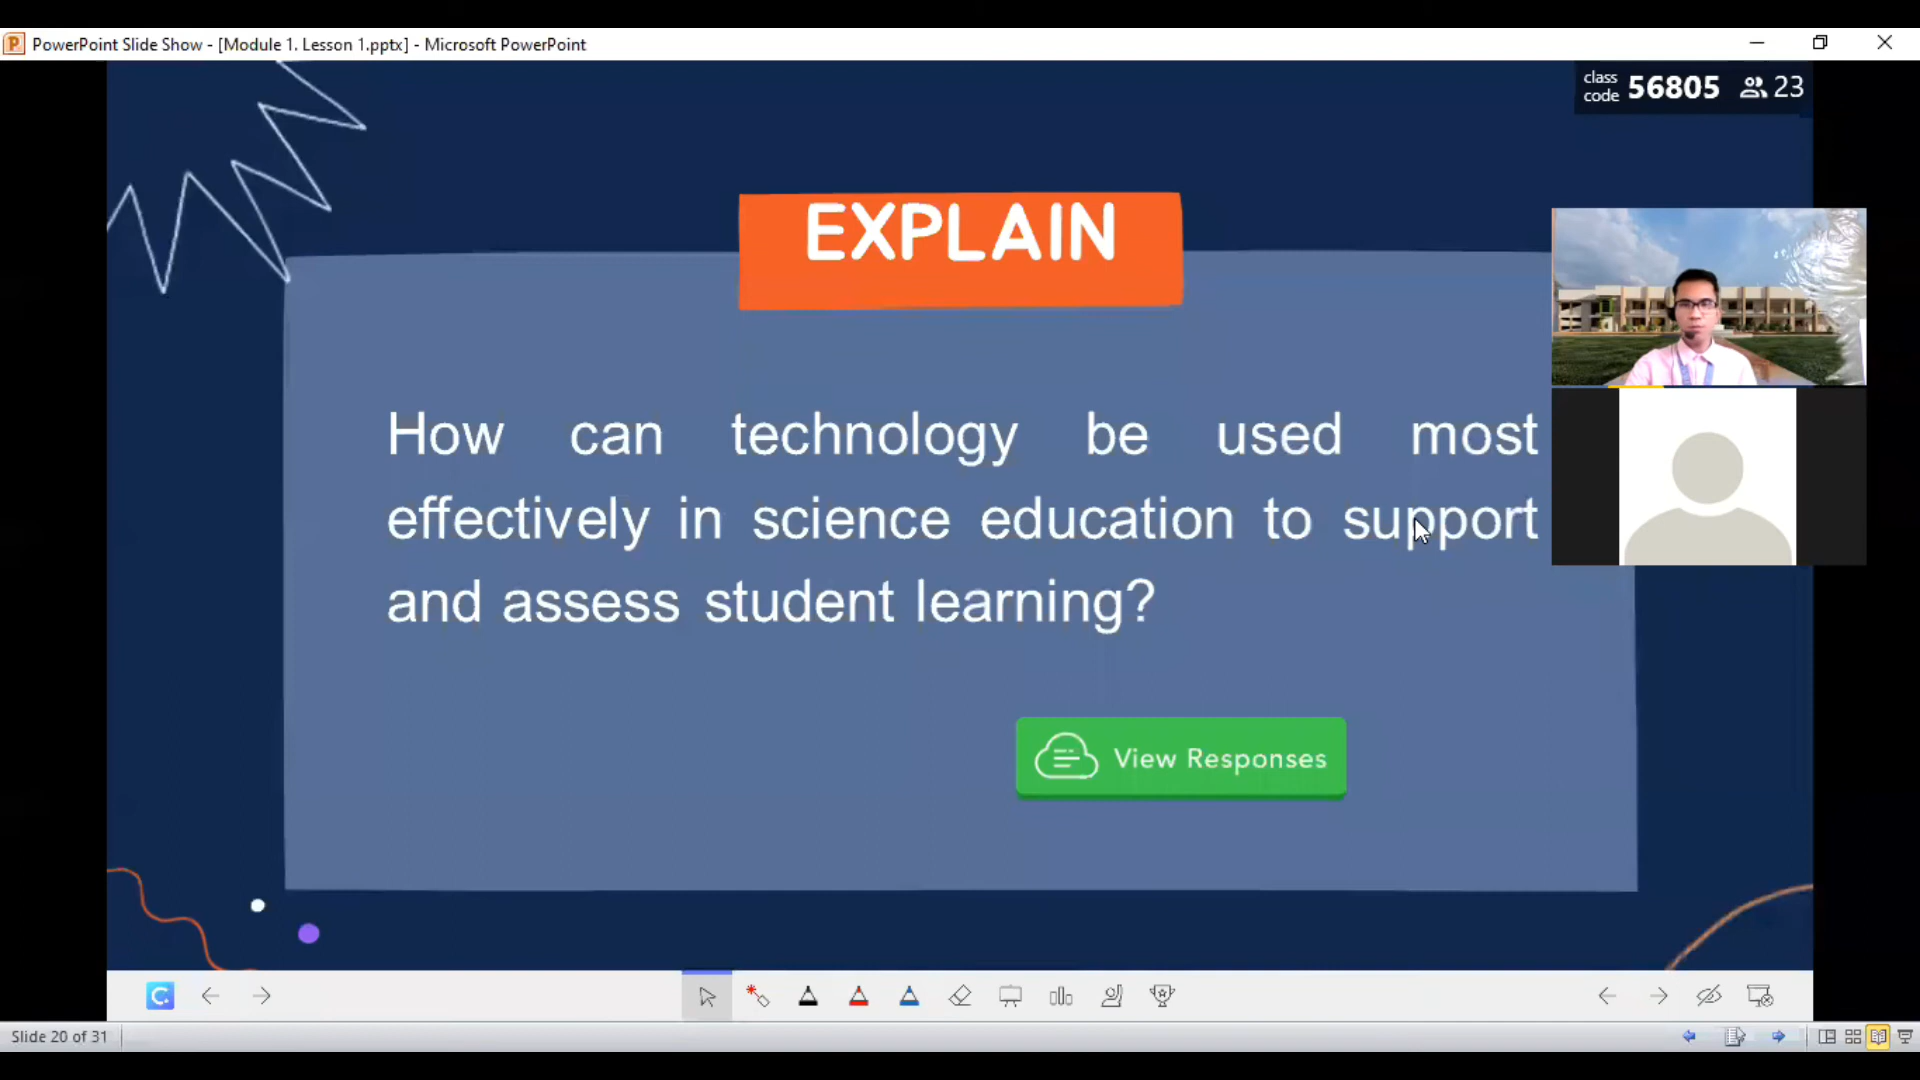 PowerPoint Slide Show - [Module 1. Lesson 1.pptx] - Microsoft PowerPoint
class code 56805 23
EXPLAIN
How can technology be used most
effectively in science education to support
and assess student learning?
View Responses
Slide 20 of 31